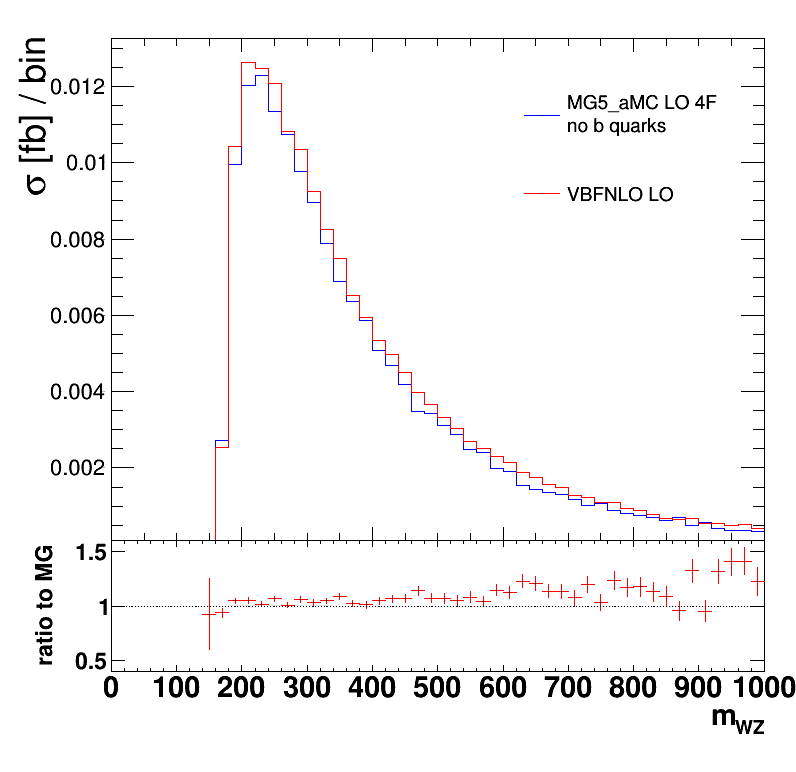 σ [fb] / bin
0.012
0.01
0.008
0.006
0.004
0.002
MG5_aMC LO 4F
no b quarks
VBFNLO LO
ratio to MG
1.5
1
0.5
0 100 200 300 400 500 600 700 800 900 1000
m_WZ